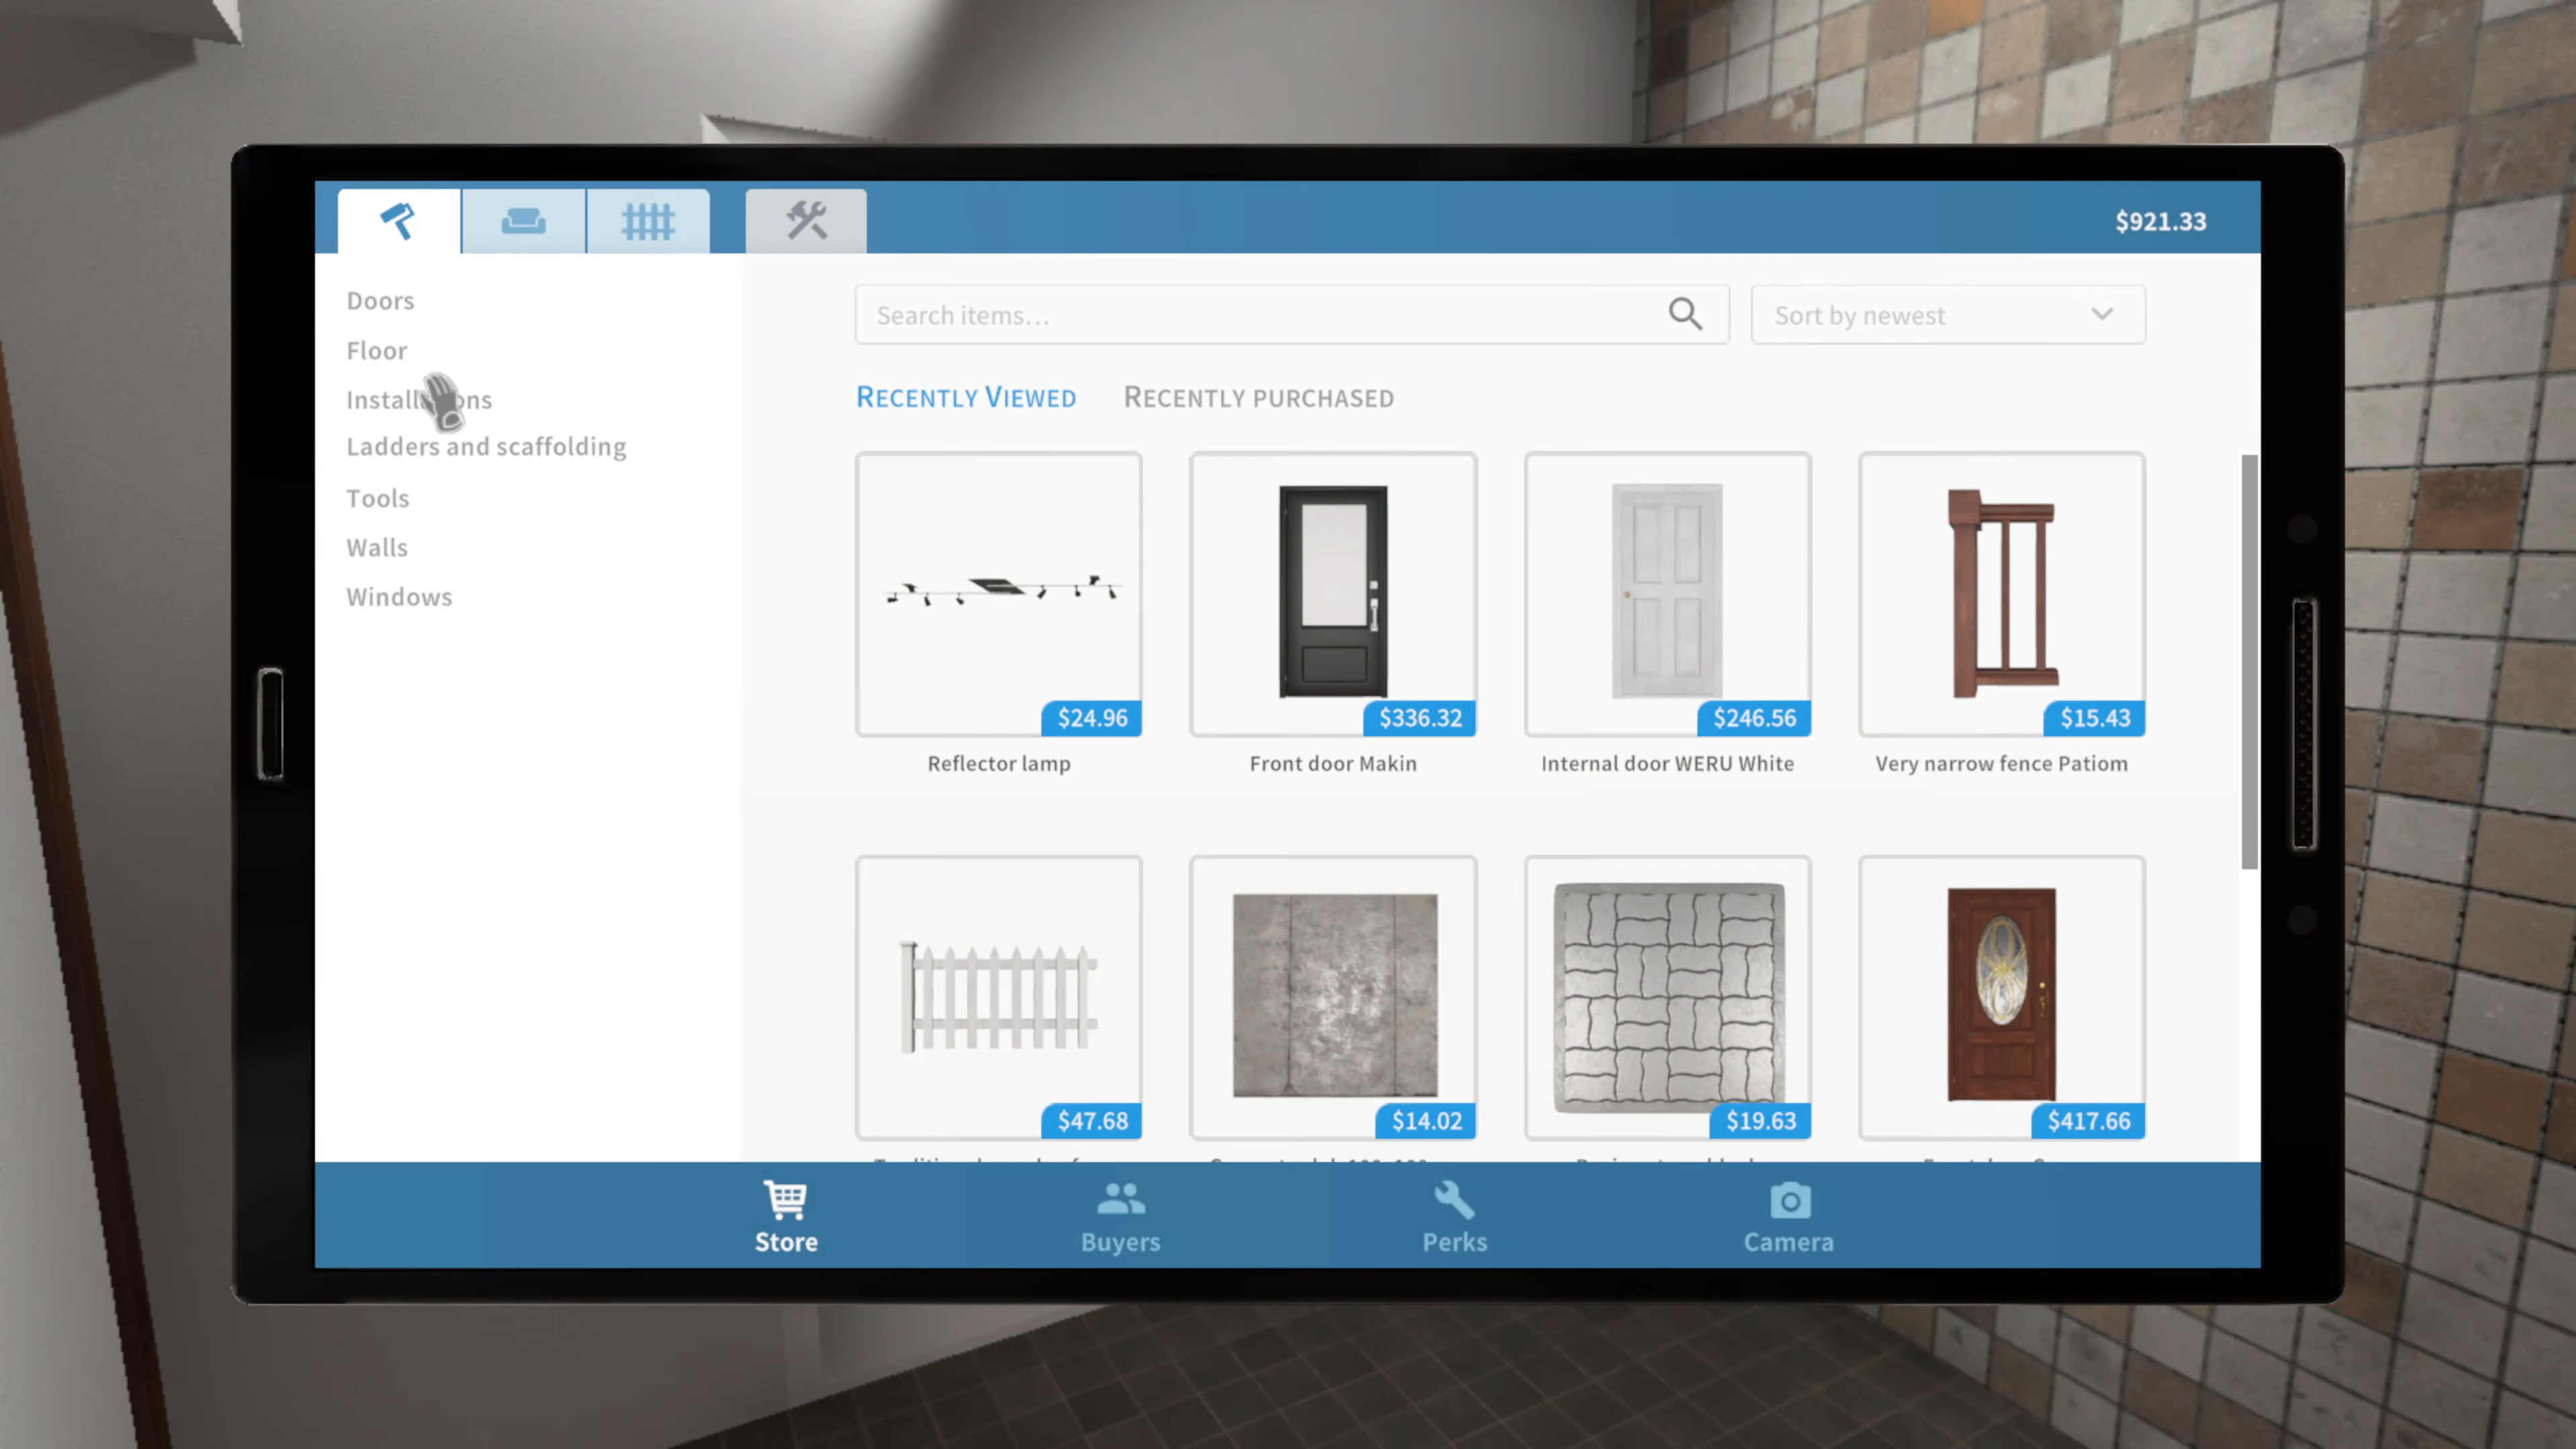 $921.33
Doors
Floor
Installations
Ladders and scaffolding
Tools
Walls
Windows
Search items...
Sort by newest
RECENTLY VIEWED
RECENTLY PURCHASED
$24.96
$336.32
$246.56
$15.43
Reflector lamp
Front door Makin
Internal door WERU White
Very narrow fence Patiom
$47.68
$14.02
$19.63
$417.66
Store
Buyers
Perks
Camera